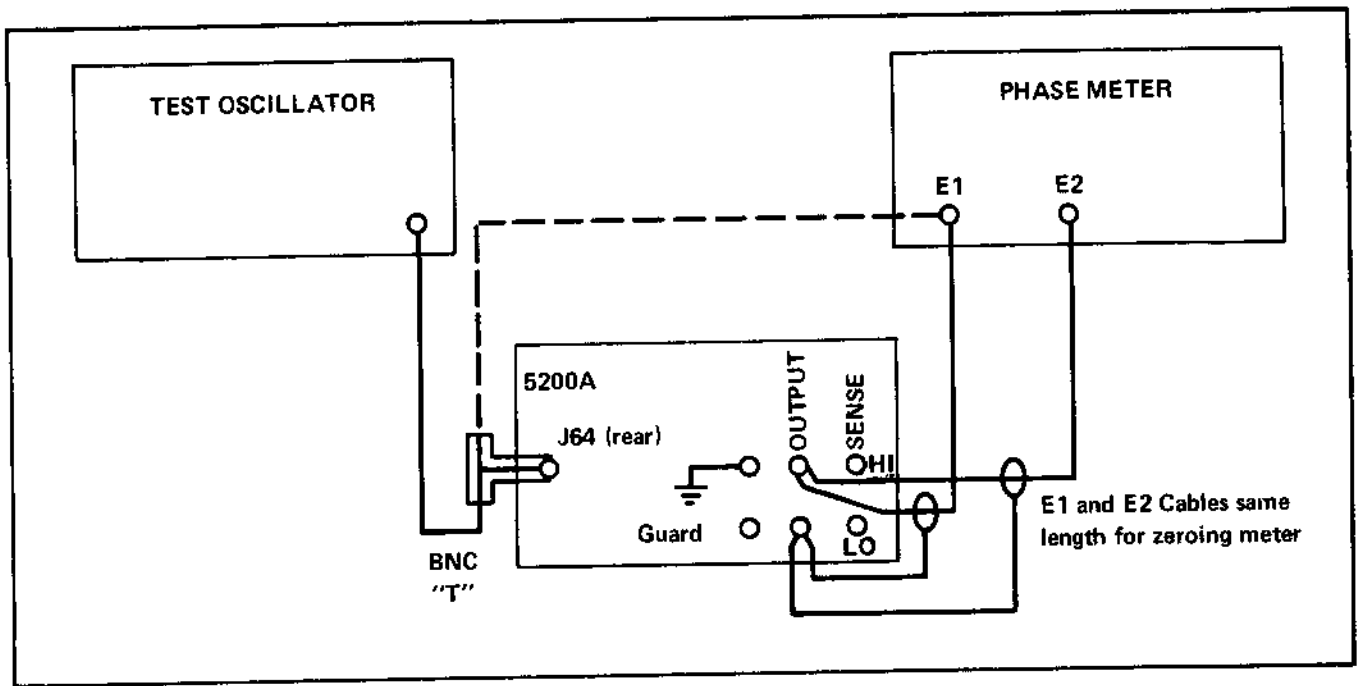 TEST OSCILLATOR
PHASE METER
E1
E2
5200A
OUTPUT
SENSE
J64 (rear)
HI
Guard
LO
E1 and E2 Cables same
length for zeroing meter
BNC
"T"